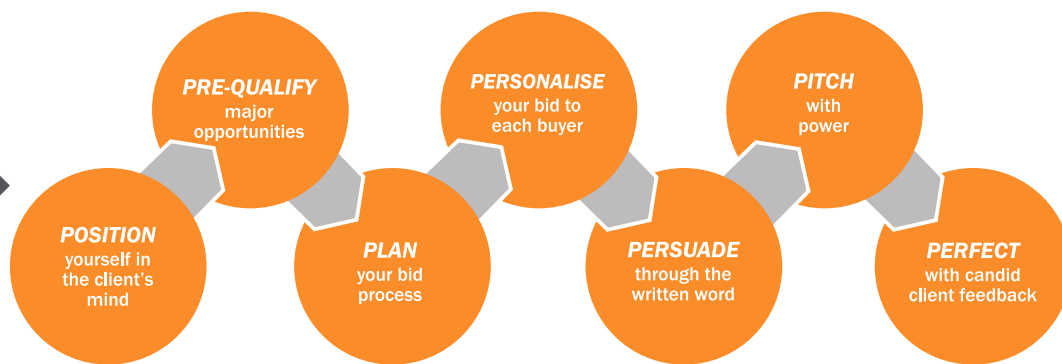 POSITION
yourself in
the client's
mind
PRE-QUALIFY
major
opportunities
PLAN
your bid
process
PERSONALISE
your bid to
each buyer
PERSUADE
through the
written word
PITCH
with
power
PERFECT
with candid
client feedback